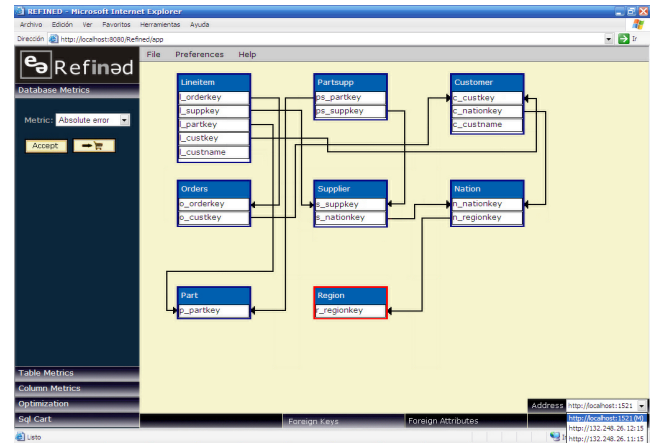 REFINED - Microsoft Internet Explorer
Archivo Edición Ver Favoritos Herramientas Ayuda
Dirección http://localhost:8080/Refined/app Ir
Refinəd
File Preferences Help
Database Metrics
Metric: Absolute error
Accept
Lineitem
l_orderkey
l_suppkey
l_partkey
l_custkey
l_custname
Partsupp
ps_partkey
ps_suppkey
Customer
c_custkey
c_nationkey
c_custname
Orders
o_orderkey
o_custkey
Supplier
s_suppkey
s_nationkey
Nation
n_nationkey
n_regionkey
Part
p_partkey
Region
r_regionkey
Table Metrics
Column Metrics
Optimization
Sql Cart
Foreign Keys
Foreign Attributes
Address http://localhost:1521
http://localhost:1521(M)
http://132.248.26.12:15
http://132.248.26.11:15
Listo